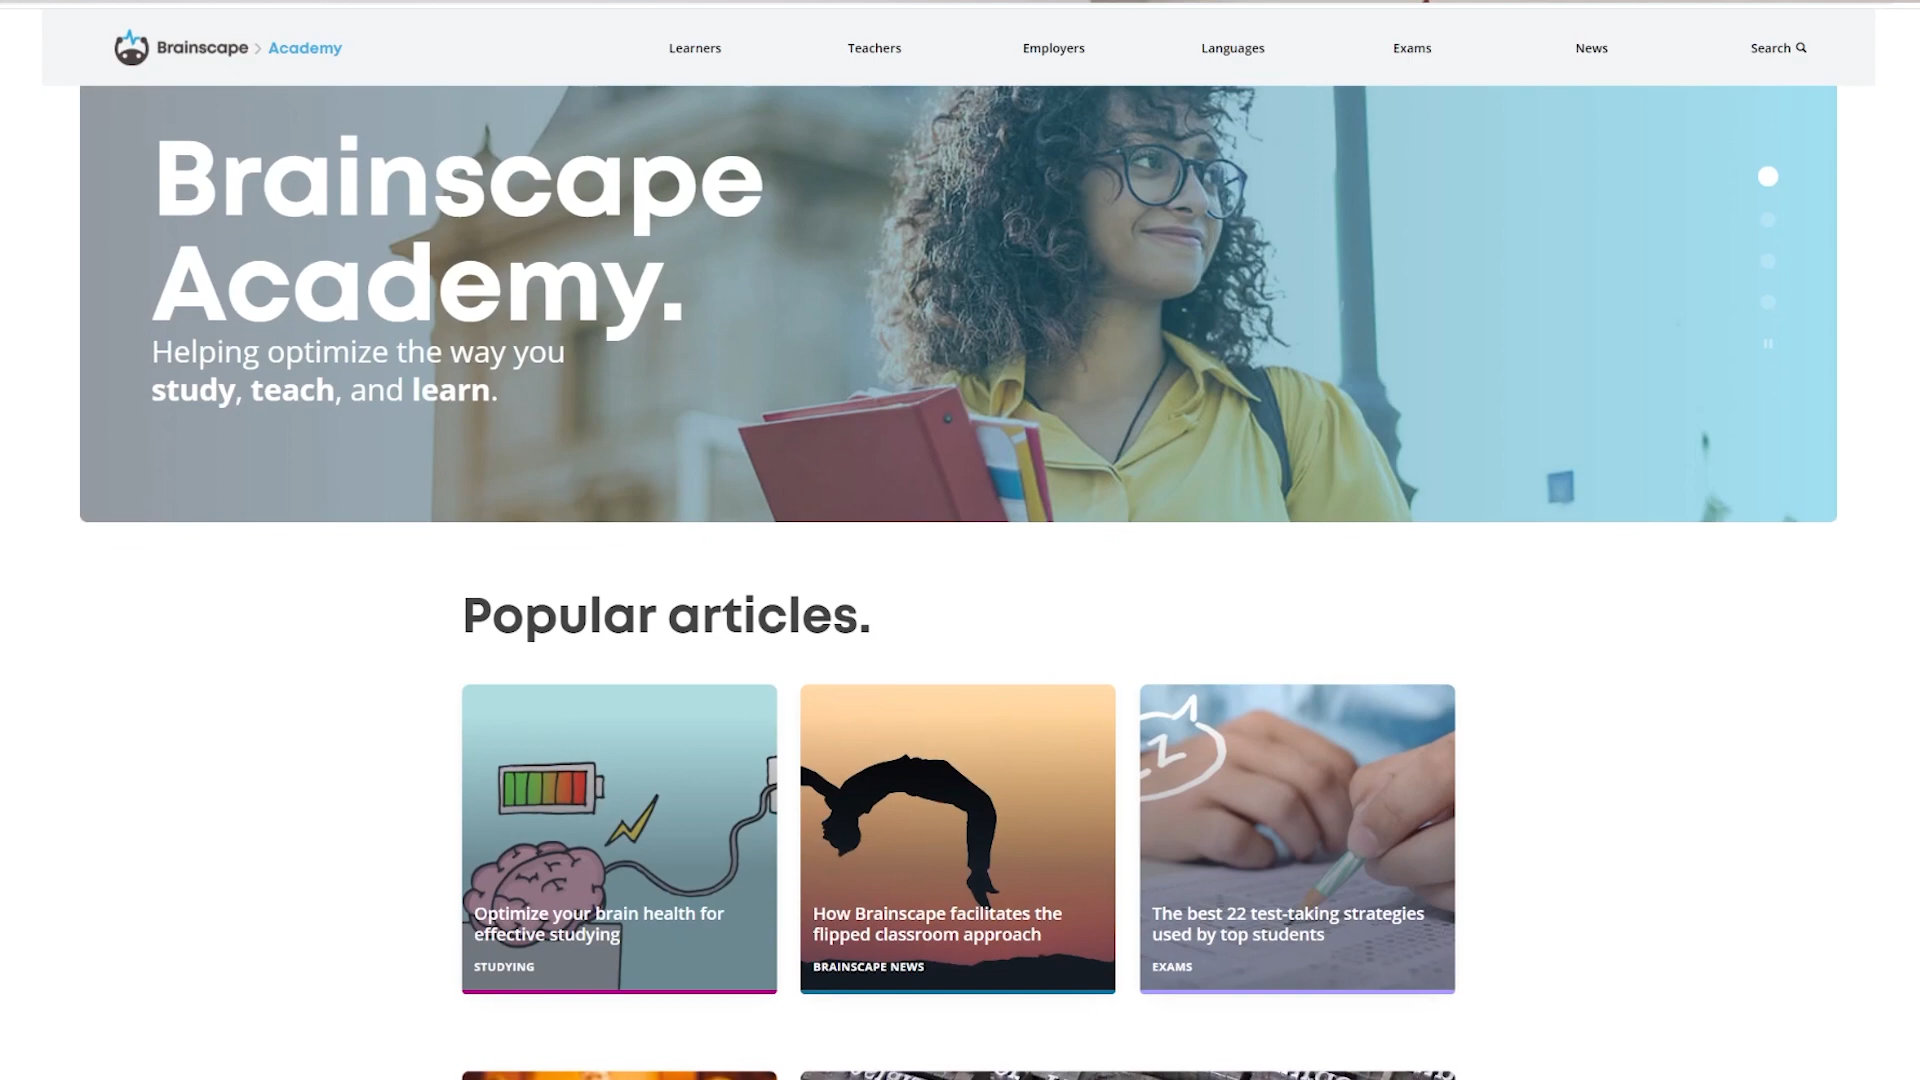 Brainscape > Academy
Learners
Teachers
Employers
Languages
Exams
News
Search
Brainscape
Academy.
Helping optimize the way you
study, teach, and learn.
Popular articles.
Optimize your brain health for
effective studying
STUDYING
How Brainscape facilitates the
flipped classroom approach
BRAINSCAPE NEWS
The best 22 test-taking strategies
used by top students
EXAMS